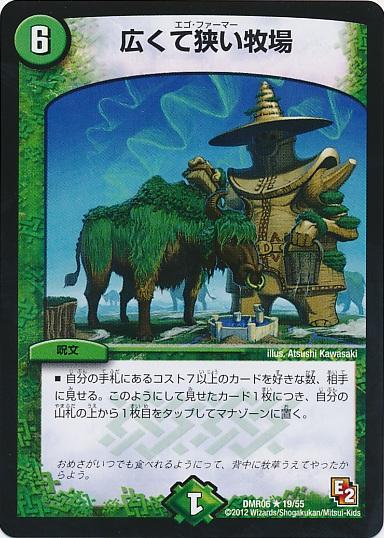 6
エゴ・ファーマー
広くて狭い牧場
illus. Atsushi Kawasaki
呪文
■ 自分の手札にあるコスト7以上のカードを好きな数、相手
に見せる。このようにして見せたカード1枚につき、自分の
山札の上から1枚目をタップしてマナゾーンに置く。
おめさがいつでも食べれるようにって、背中に牧草うえてやったか
らよう。
1
DMR06 ★ 19/55
©2012 Wizards/Shogakukan/Mitsui-Kids
E2